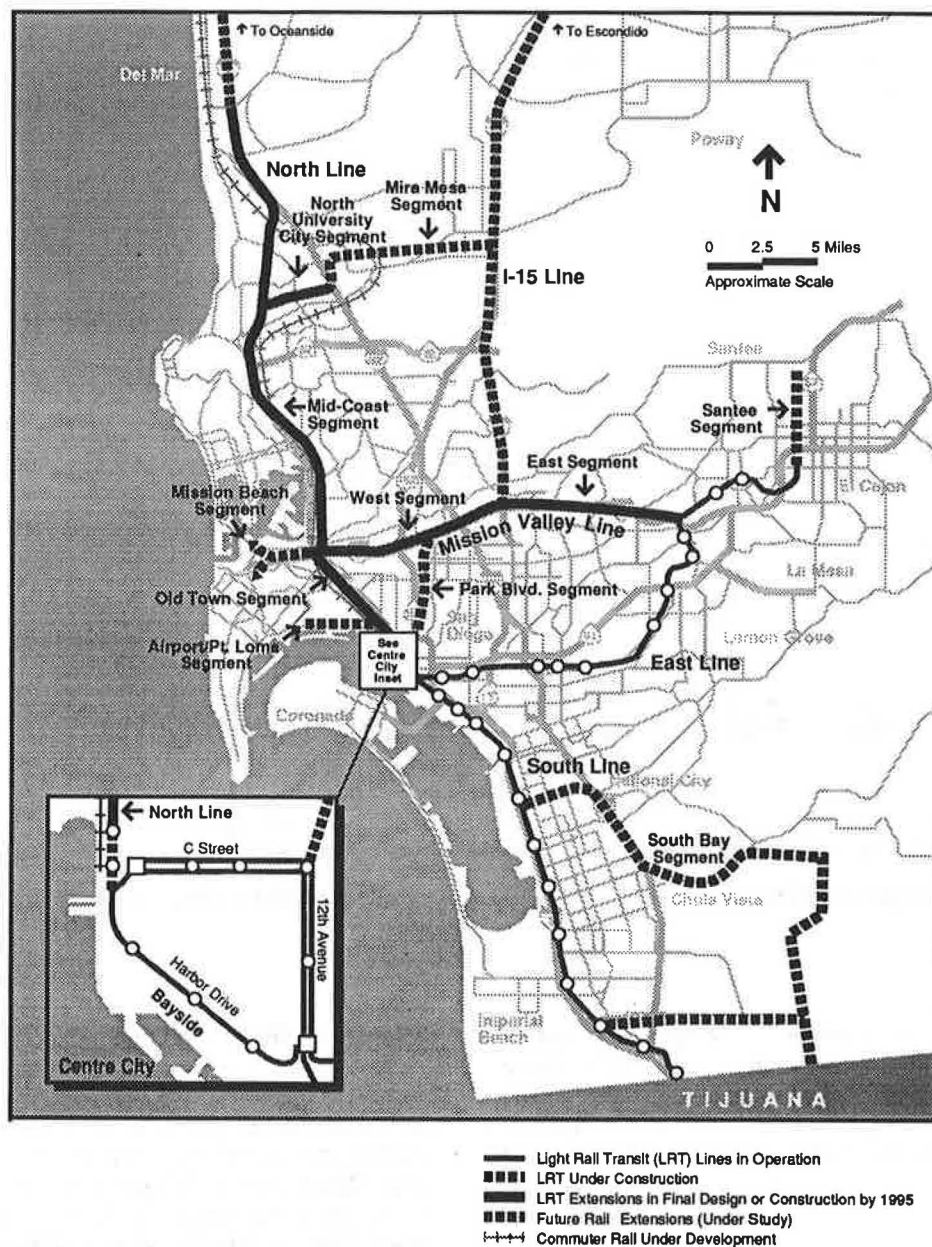 ↑ To Oceanside
↑ To Escondido
Del Mar
Poway
North Line
N
North
University
City Segment
Mira Mesa
Segment
I-15 Line
0 2.5 5 Miles
Approximate Scale
Santee
Mid-Coast
Segment
Santee
Segment
East Segment
El Cajon
Mission Beach
Segment
West Segment
Mission Valley Line
La Mesa
Old Town Segment
Park Blvd. Segment
San
Diego
Lemon Grove
Airport/Pt. Loma
Segment
See
Centre
City
Inset
East Line
Coronado
South Line
National City
South Bay
Segment
Chula Vista
Imperial
Beach
TIJUANA
North Line
C Street
12th Avenue
Harbor Drive
Bayside
Centre City
Light Rail Transit (LRT) Lines in Operation
LRT Under Construction
LRT Extensions in Final Design or Construction by 1995
Future Rail Extensions (Under Study)
Commuter Rail Under Development